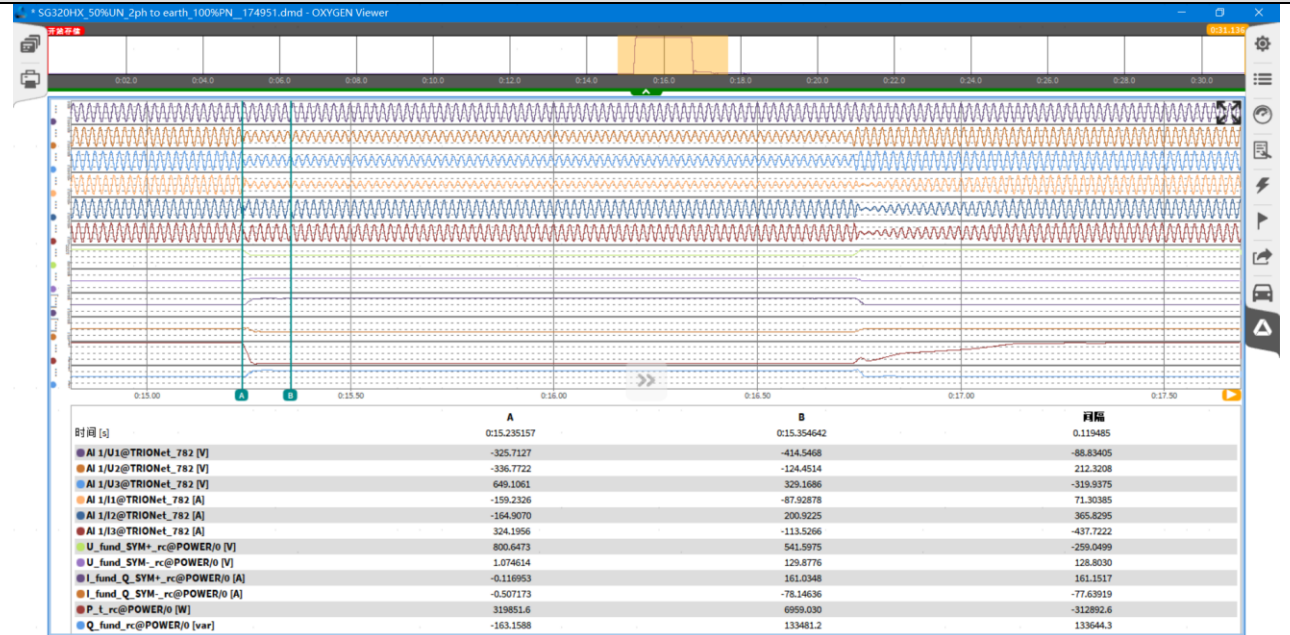 * SG320HX_50%UN_2ph to earth_100%PN__174951.dmd - OXYGEN Viewer
开放存储
0:31.136
0:02.0 0:04.0 0:06.0 0:08.0 0:10.0 0:12.0 0:14.0 0:16.0 0:18.0 0:20.0 0:22.0 0:24.0 0:26.0 0:28.0 0:30.0
0:15.00 A B 0:15.50 0:16.00 0:16.50 0:17.00 0:17.50
A B 间隔
时间 [s] 0:15.235157 0:15.354642 0.119485
AI 1/U1@TRIONet_782 [V] -325.7127 -414.5468 -88.83405
AI 1/U2@TRIONet_782 [V] -336.7722 -124.4514 212.3208
AI 1/U3@TRIONet_782 [V] 649.1061 329.1686 -319.9375
AI 1/I1@TRIONet_782 [A] -159.2326 -87.92878 71.30385
AI 1/I2@TRIONet_782 [A] -164.9070 200.9225 365.8295
AI 1/I3@TRIONet_782 [A] 324.1956 -113.5266 -437.7222
U_fund_SYM+_rc@POWER/0 [V] 800.6473 541.5975 -259.0499
U_fund_SYM-_rc@POWER/0 [V] 1.074614 129.8776 128.8030
I_fund_Q_SYM+_rc@POWER/0 [A] -0.116953 161.0348 161.1517
I_fund_Q_SYM-_rc@POWER/0 [A] -0.507173 -78.14636 -77.63919
P_t_rc@POWER/0 [W] 319851.6 6959.030 -312892.6
Q_fund_rc@POWER/0 [var] -163.1588 133481.2 133644.3